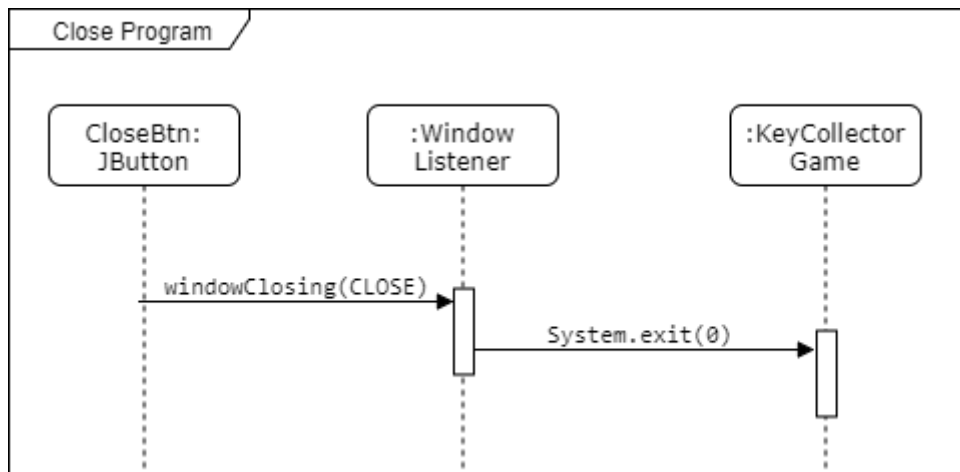 Close Program
CloseBtn:
JButton
:Window
Listener
:KeyCollector
Game
windowClosing(CLOSE)
System.exit(0)